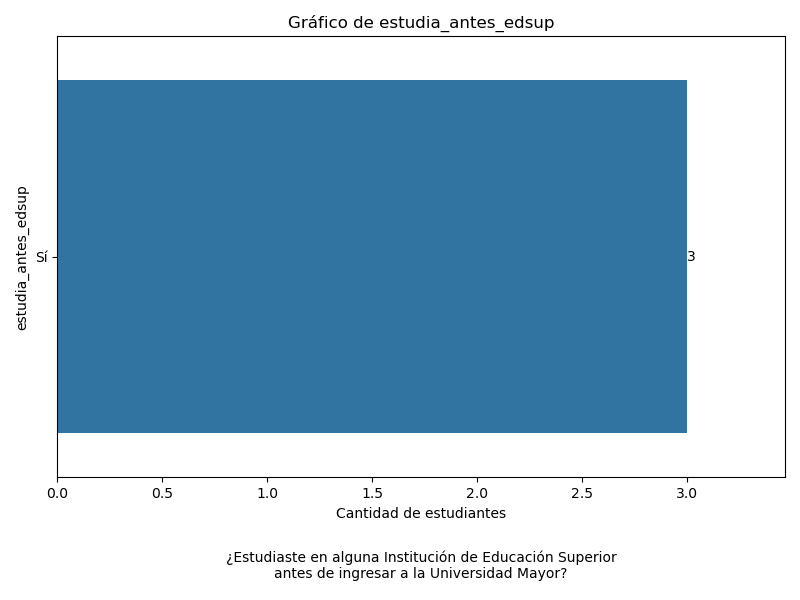 Gráfico de estudia_antes_edsup
estudia_antes_edsup
Sí
3
0.0 0.5 1.0 1.5 2.0 2.5 3.0
Cantidad de estudiantes
¿Estudiaste en alguna Institución de Educación Superior
antes de ingresar a la Universidad Mayor?